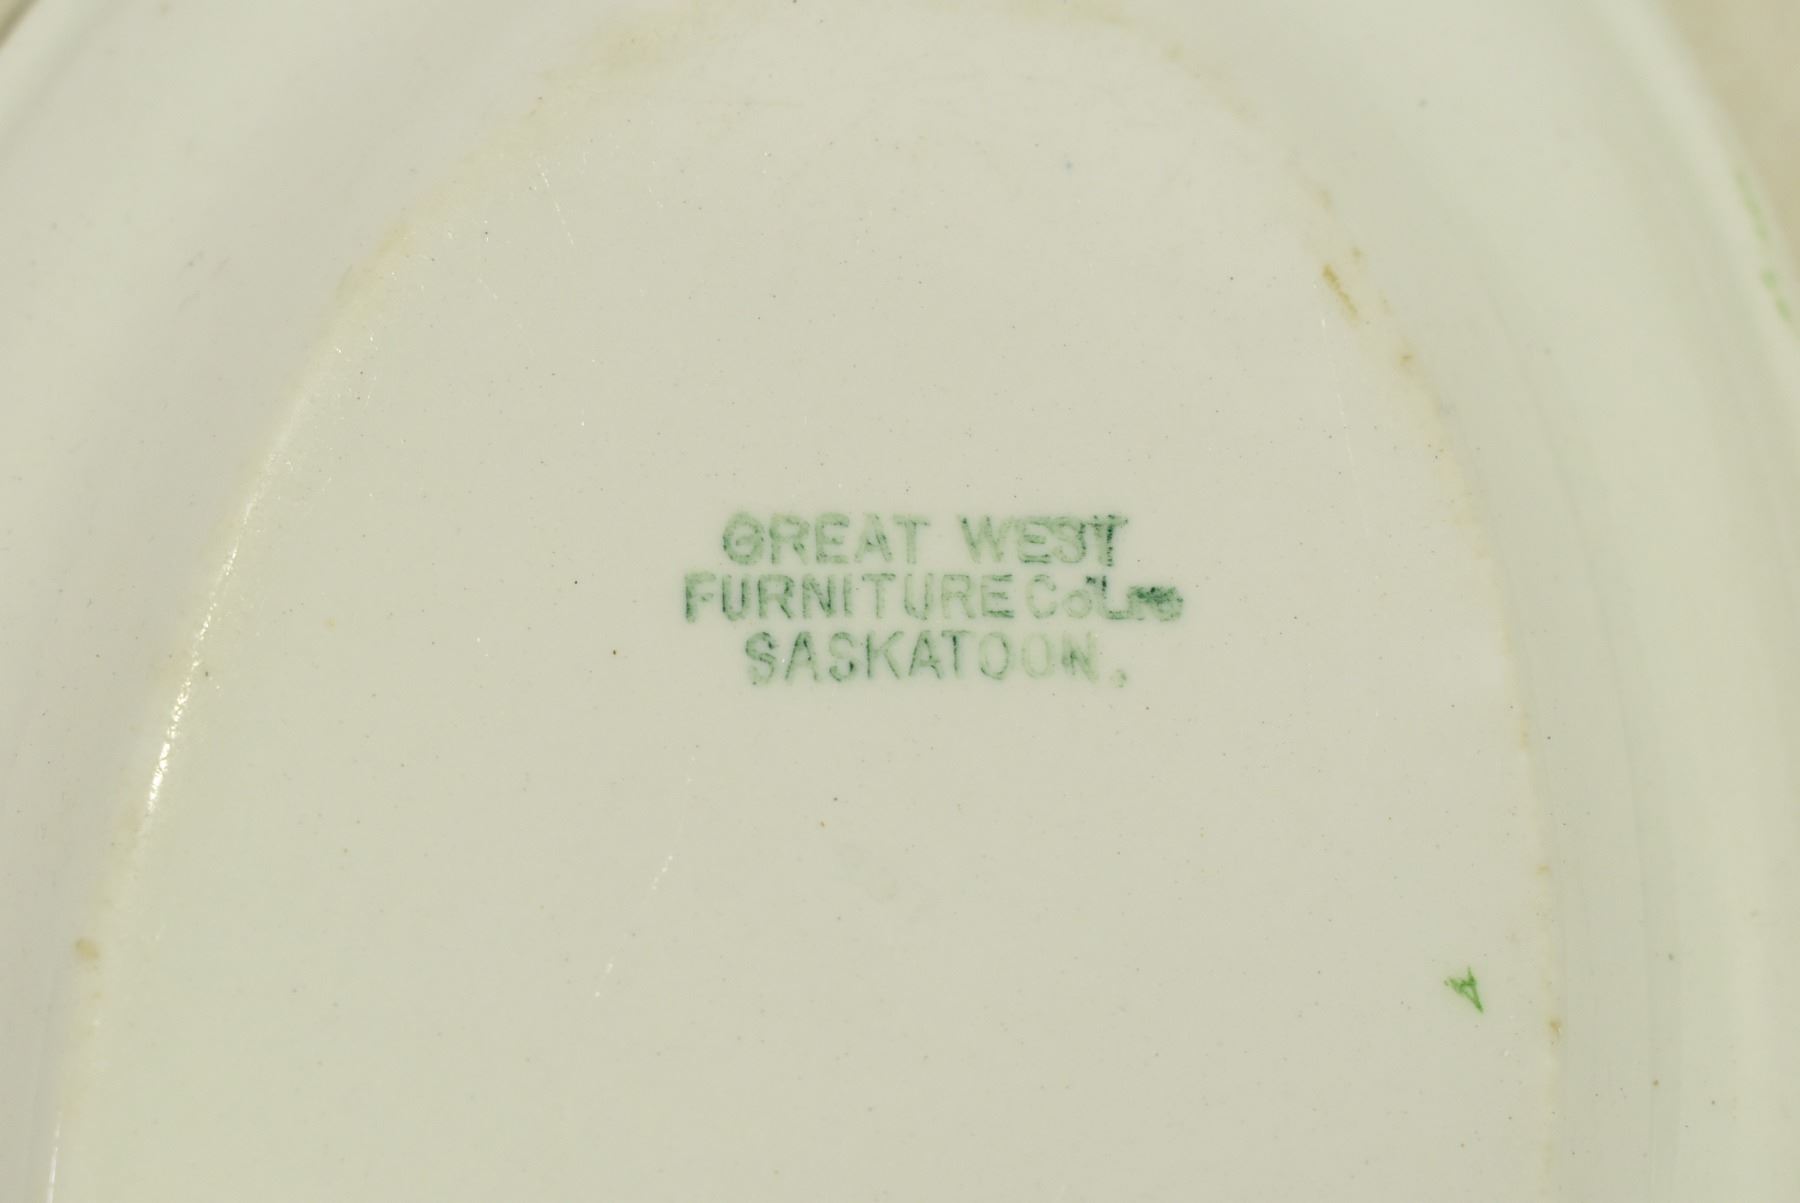 GREAT WEST
FURNITURE Co LTD
SASKATOON.
A